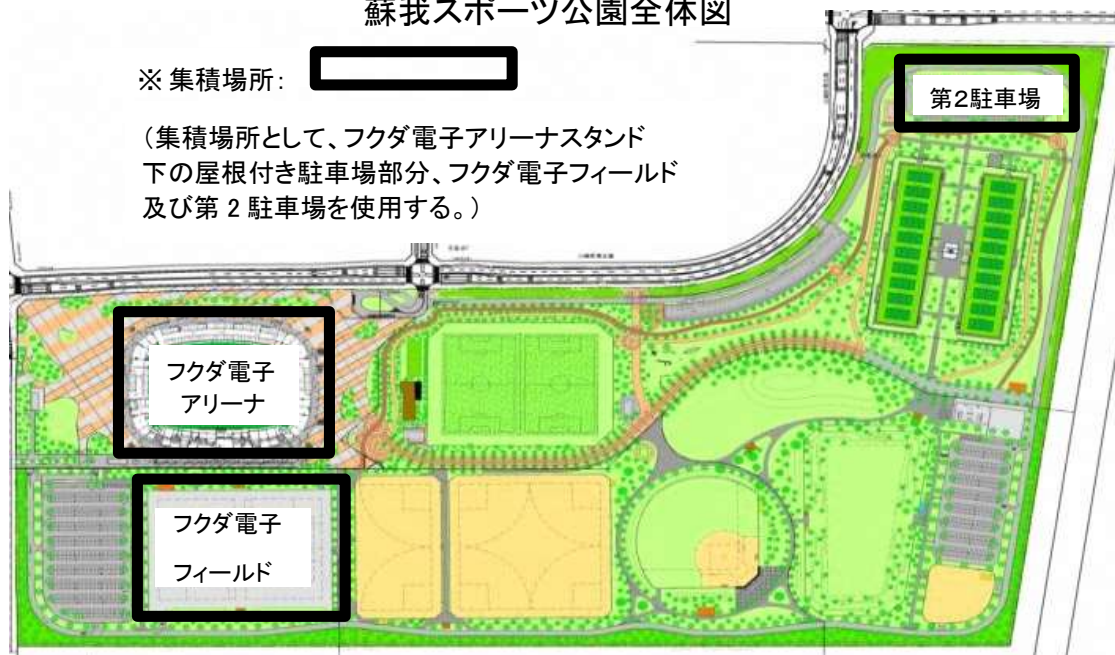 蘇我スポーツ公園全体図
※ 集積場所:
(集積場所として、フクダ電子アリーナスタンド
下の屋根付き駐車場部分、フクダ電子フィールド
及び第 2 駐車場を使用する。)
第2駐車場
フクダ電子
アリーナ
フクダ電子
フィールド